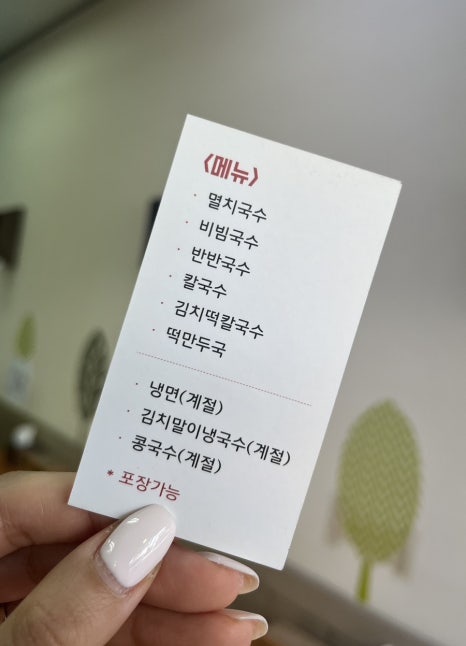 <메뉴>
· 멸치국수
· 비빔국수
· 반반국수
· 칼국수
· 김치떡칼국수
· 떡만두국
· 냉면(계절)
· 김치말이냉국수(계절)
· 콩국수(계절)
* 포장가능